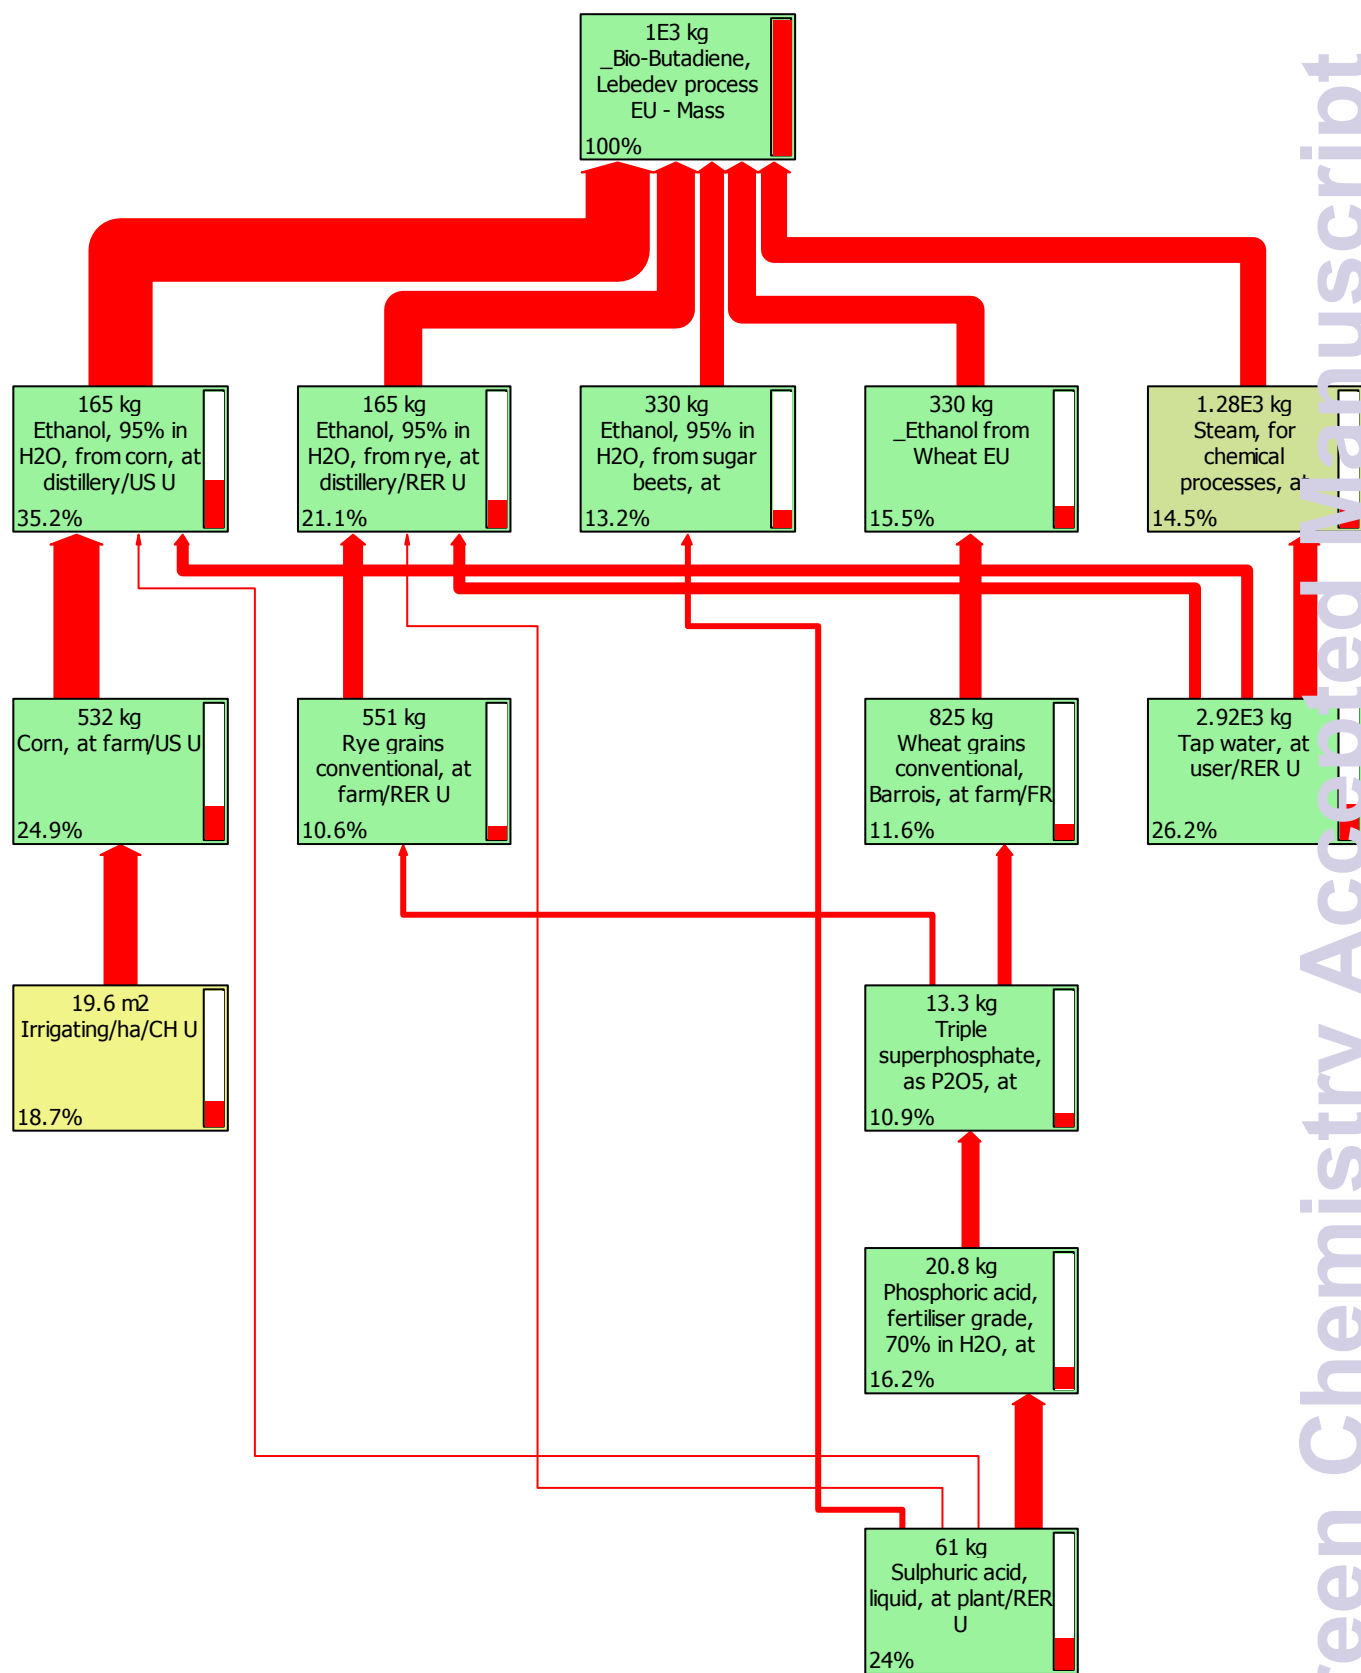 1E3 kg
_Bio-Butadiene,
Lebedev process
EU - Mass
100%
165 kg
Ethanol, 95% in
H2O, from corn, at
distillery/US U
35.2%
165 kg
Ethanol, 95% in
H2O, from rye, at
distillery/RER U
21.1%
330 kg
Ethanol, 95% in
H2O, from sugar
beets, at
13.2%
330 kg
_Ethanol from
Wheat EU
15.5%
1.28E3 kg
Steam, for
chemical
processes, at
14.5%
532 kg
Corn, at farm/US U
24.9%
551 kg
Rye grains
conventional, at
farm/RER U
10.6%
825 kg
Wheat grains
conventional,
Barrois, at farm/FR
11.6%
2.92E3 kg
Tap water, at
user/RER U
26.2%
19.6 m2
Irrigating/ha/CH U
18.7%
13.3 kg
Triple
superphosphate,
as P2O5, at
10.9%
20.8 kg
Phosphoric acid,
fertiliser grade,
70% in H2O, at
16.2%
61 kg
Sulphuric acid,
liquid, at plant/RER
U
24%
reen Chemistry Accepted Manuscript